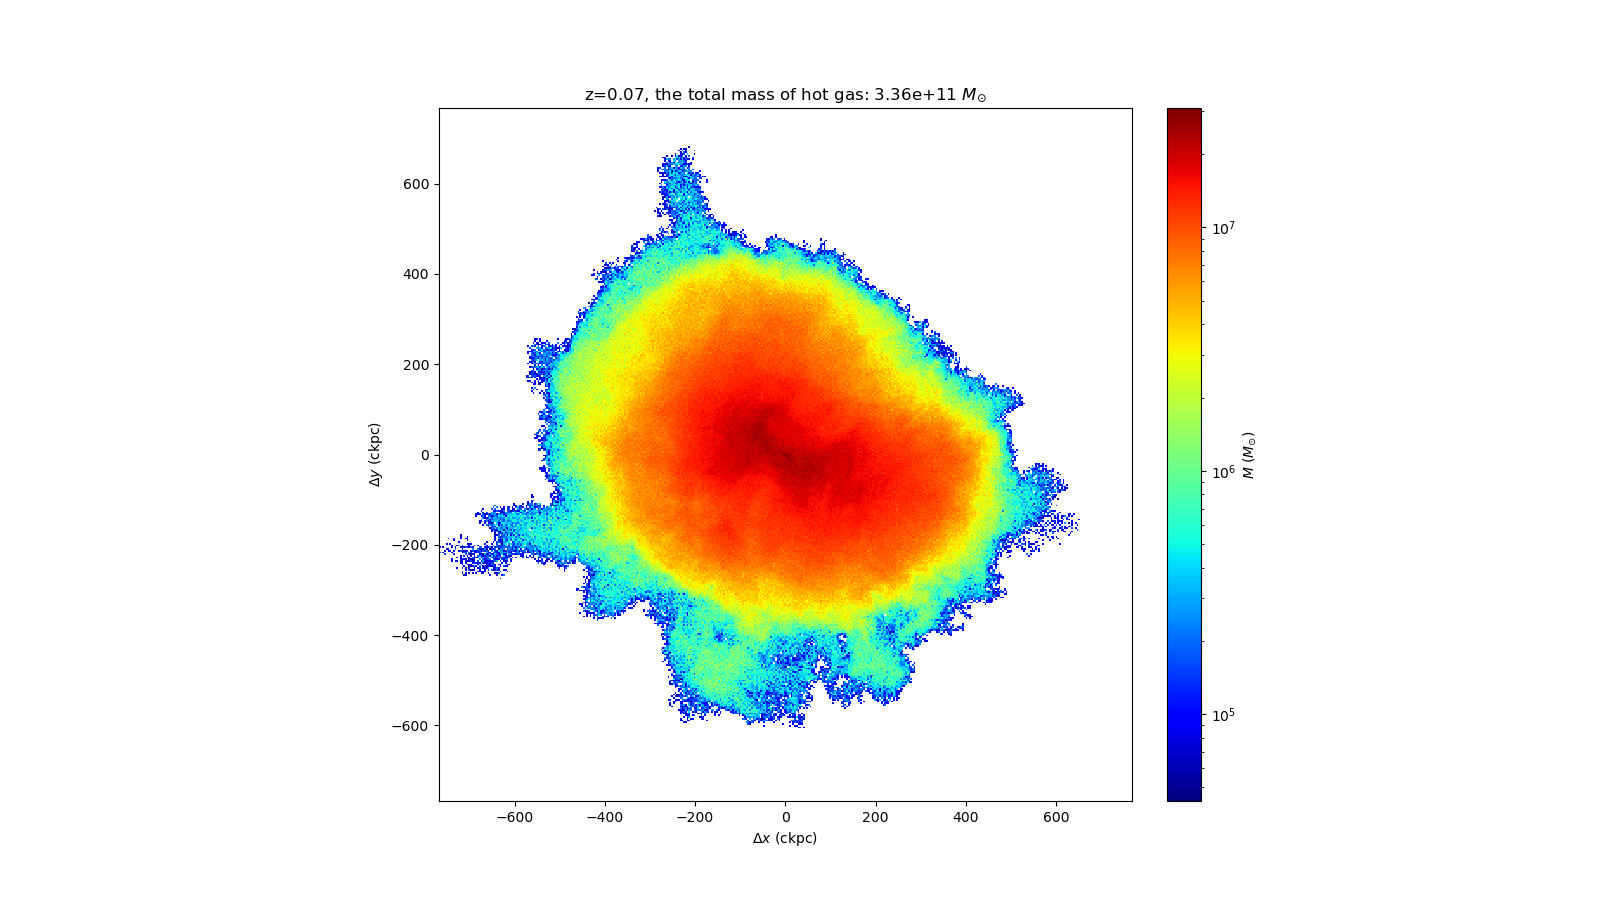 z=0.07, the total mass of hot gas: 3.36e+11 M⊙
600
400
200
0
−200
−400
−600
Δy (ckpc)
−600 −400 −200 0 200 400 600
Δx (ckpc)
10⁷
10⁶
10⁵
M (M⊙)